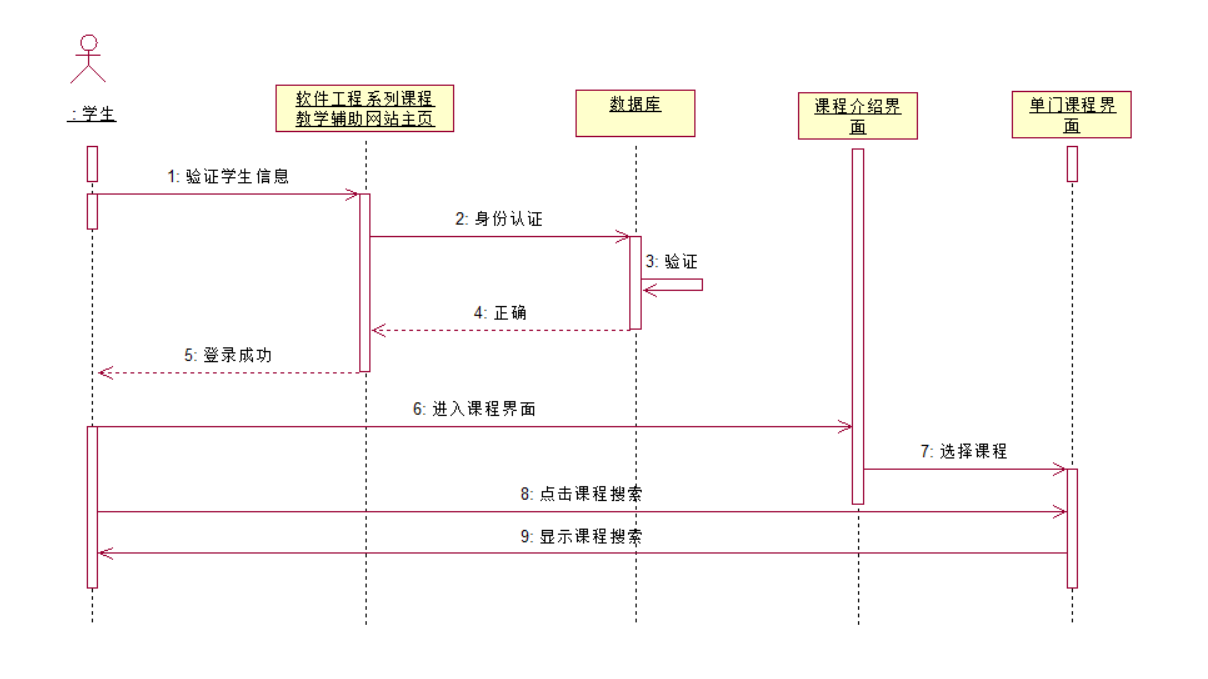 : 学生
软件工程系列课程
教学辅助网站主页
数据库
课程介绍界
面
单门课程界
面
1: 验证学生信息
2: 身份认证
3: 验证
4: 正确
5: 登录成功
6: 进入课程界面
7: 选择课程
8: 点击课程搜索
9: 显示课程搜索